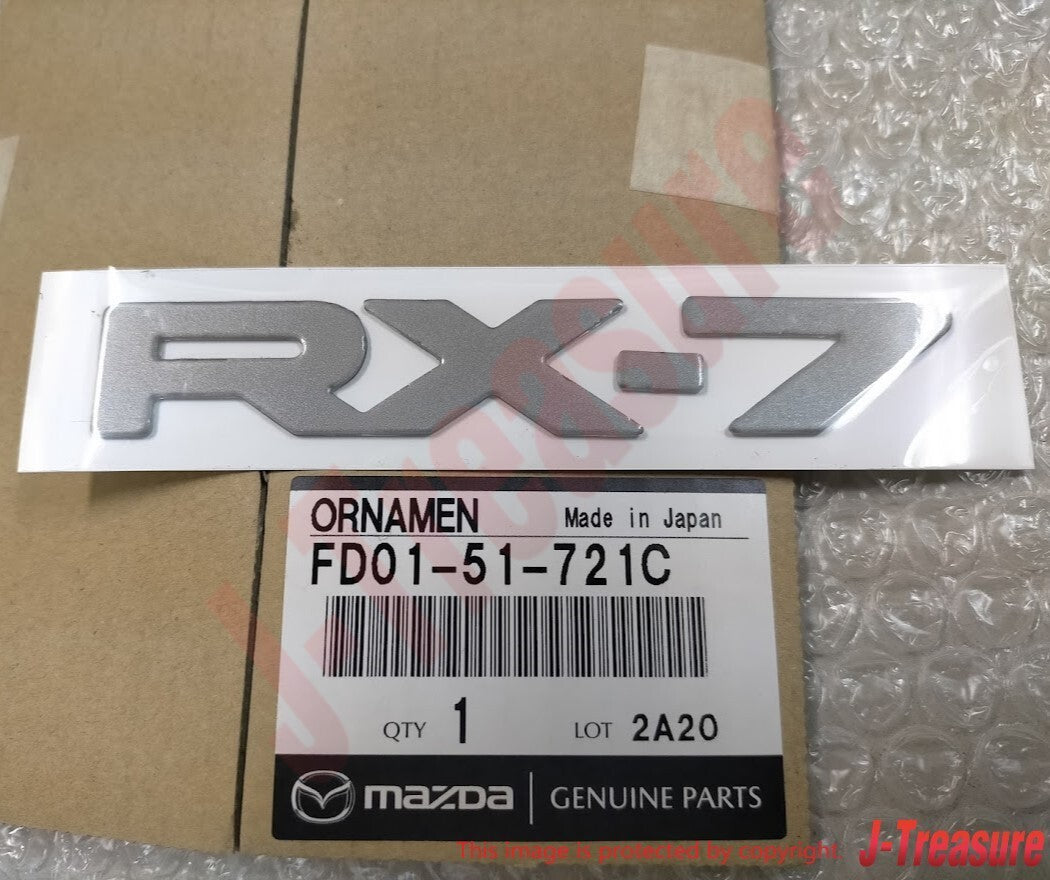 RX-7
ORNAMEN Made in Japan
FD01-51-721C
QTY 1 LOT 2A20
mazda GENUINE PARTS
This image is protected by copyright. J-Treasure
J-Treasure